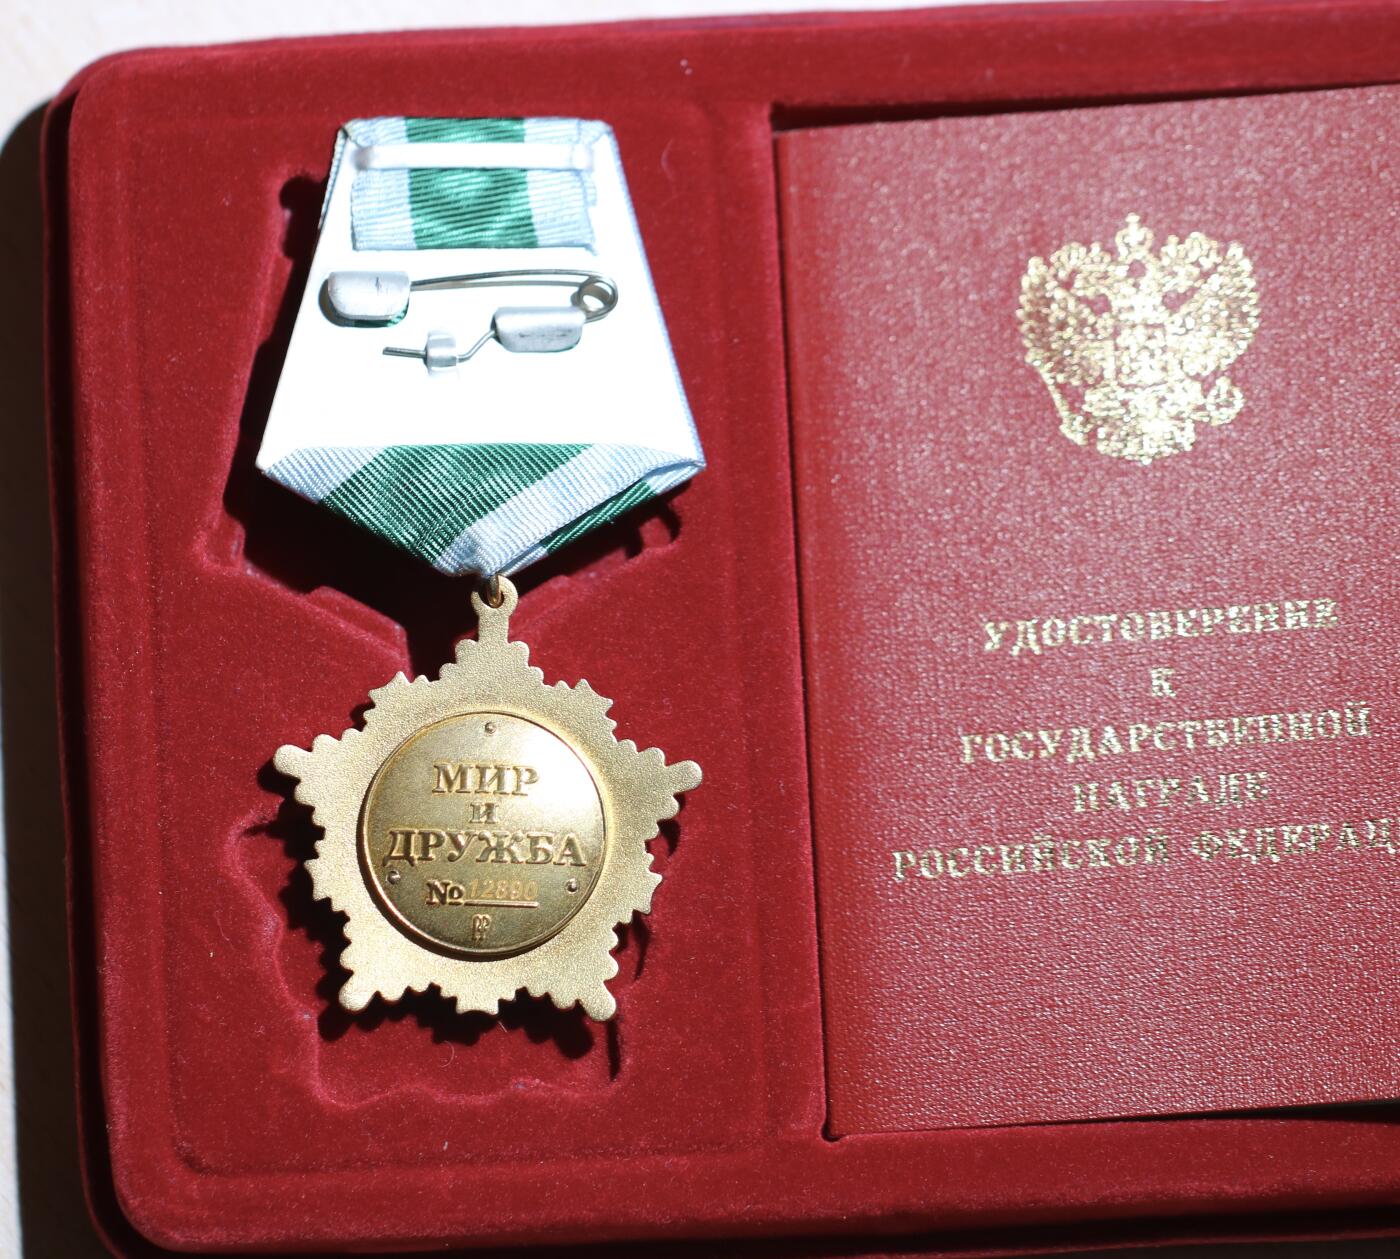 МИР
И
ДРУЖБА
№12890
УДОСТОВЕРЕНИЕ
К
ГОСУДАРСТВЕННОЙ
НАГРАДЕ
РОССИЙСКОЙ ФЕДЕРАЦ